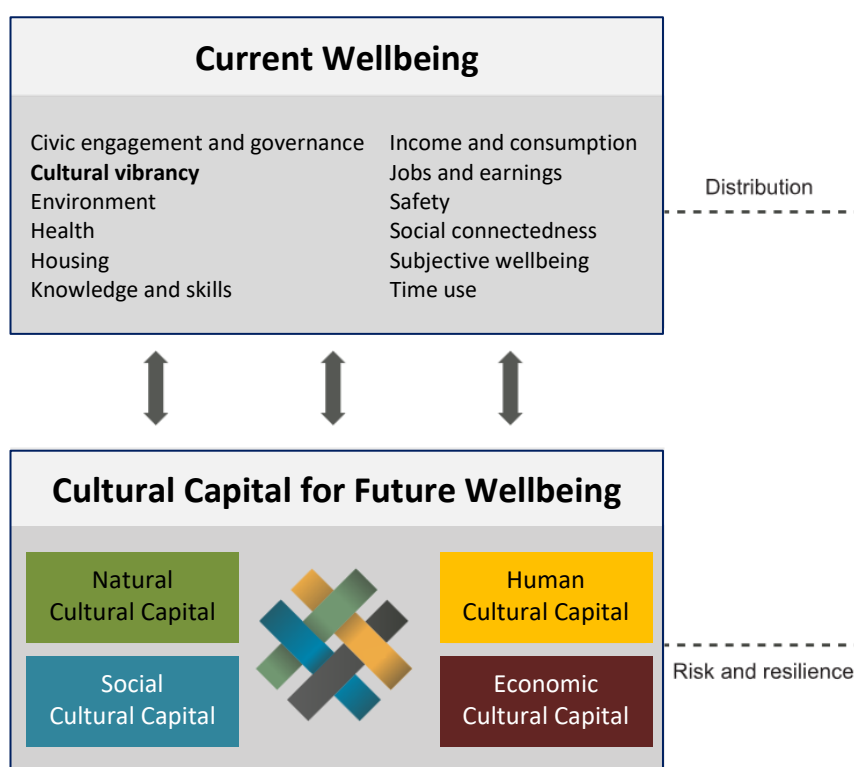 Current Wellbeing
Civic engagement and governance
Cultural vibrancy
Environment
Health
Housing
Knowledge and skills
Income and consumption
Jobs and earnings
Safety
Social connectedness
Subjective wellbeing
Time use
Distribution
Cultural Capital for Future Wellbeing
Natural
Cultural Capital
Human
Cultural Capital
Social
Cultural Capital
Economic
Cultural Capital
Risk and resilience